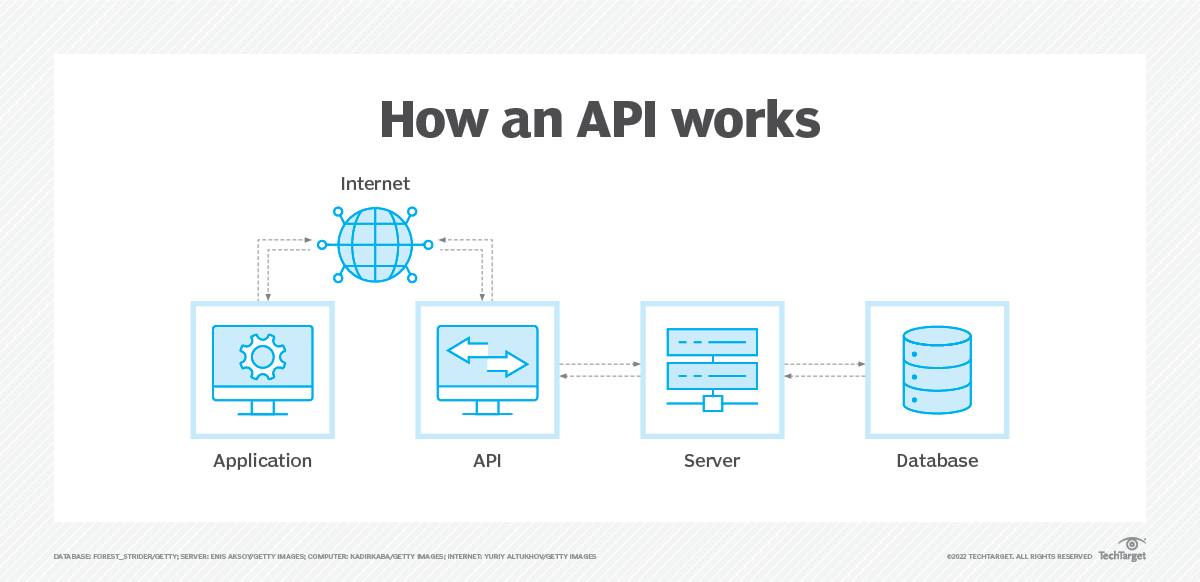 How an API works
Internet
Application
API
Server
Database
DATABASE: FOREST_STRIDER/GETTY; SERVER: ENIS AKSOY/GETTY IMAGES; COMPUTER: KADIRKABA/GETTY IMAGES; INTERNET: YURIY ALTUKHOV/GETTY IMAGES
©2022 TECHTARGET. ALL RIGHTS RESERVED
TechTarget